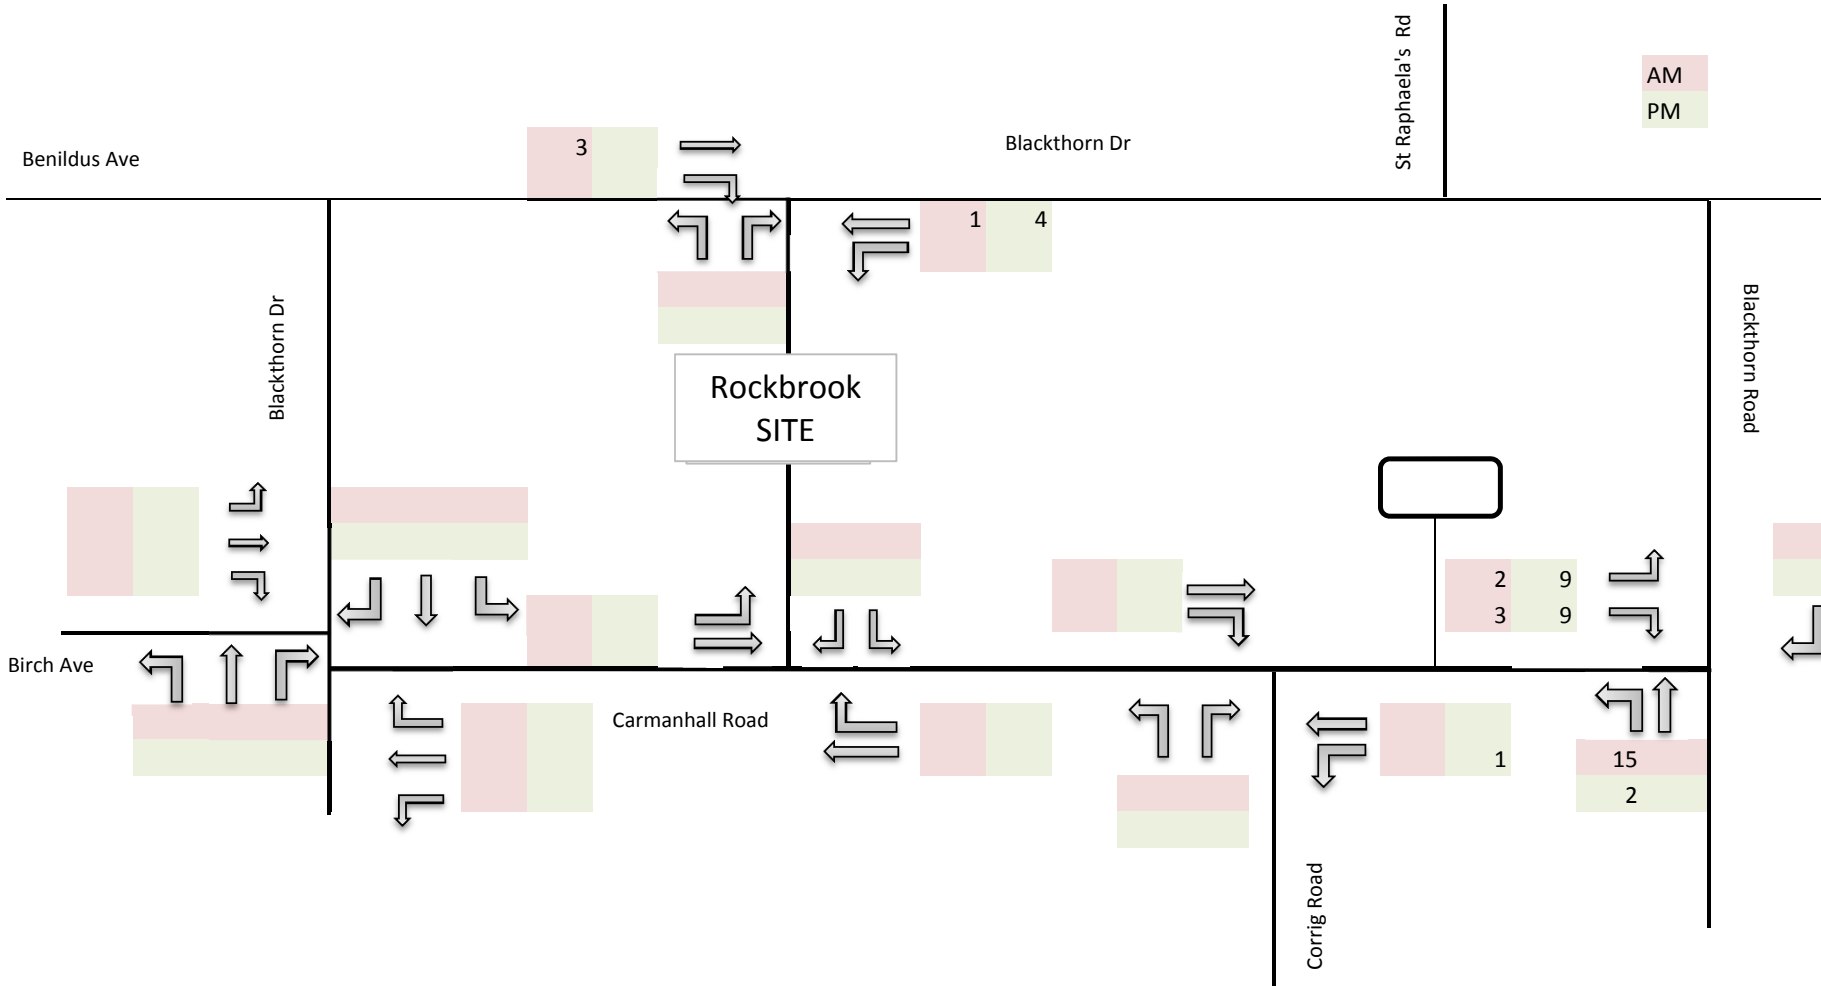 St Raphaela's Rd
AM
PM
Benildus Ave
3
Blackthorn Dr
1 4
Blackthorn Dr
Blackthorn Road
Rockbrook
SITE
2 9
3 9
Birch Ave
Carmanhall Road
1
15
2
Corrig Road